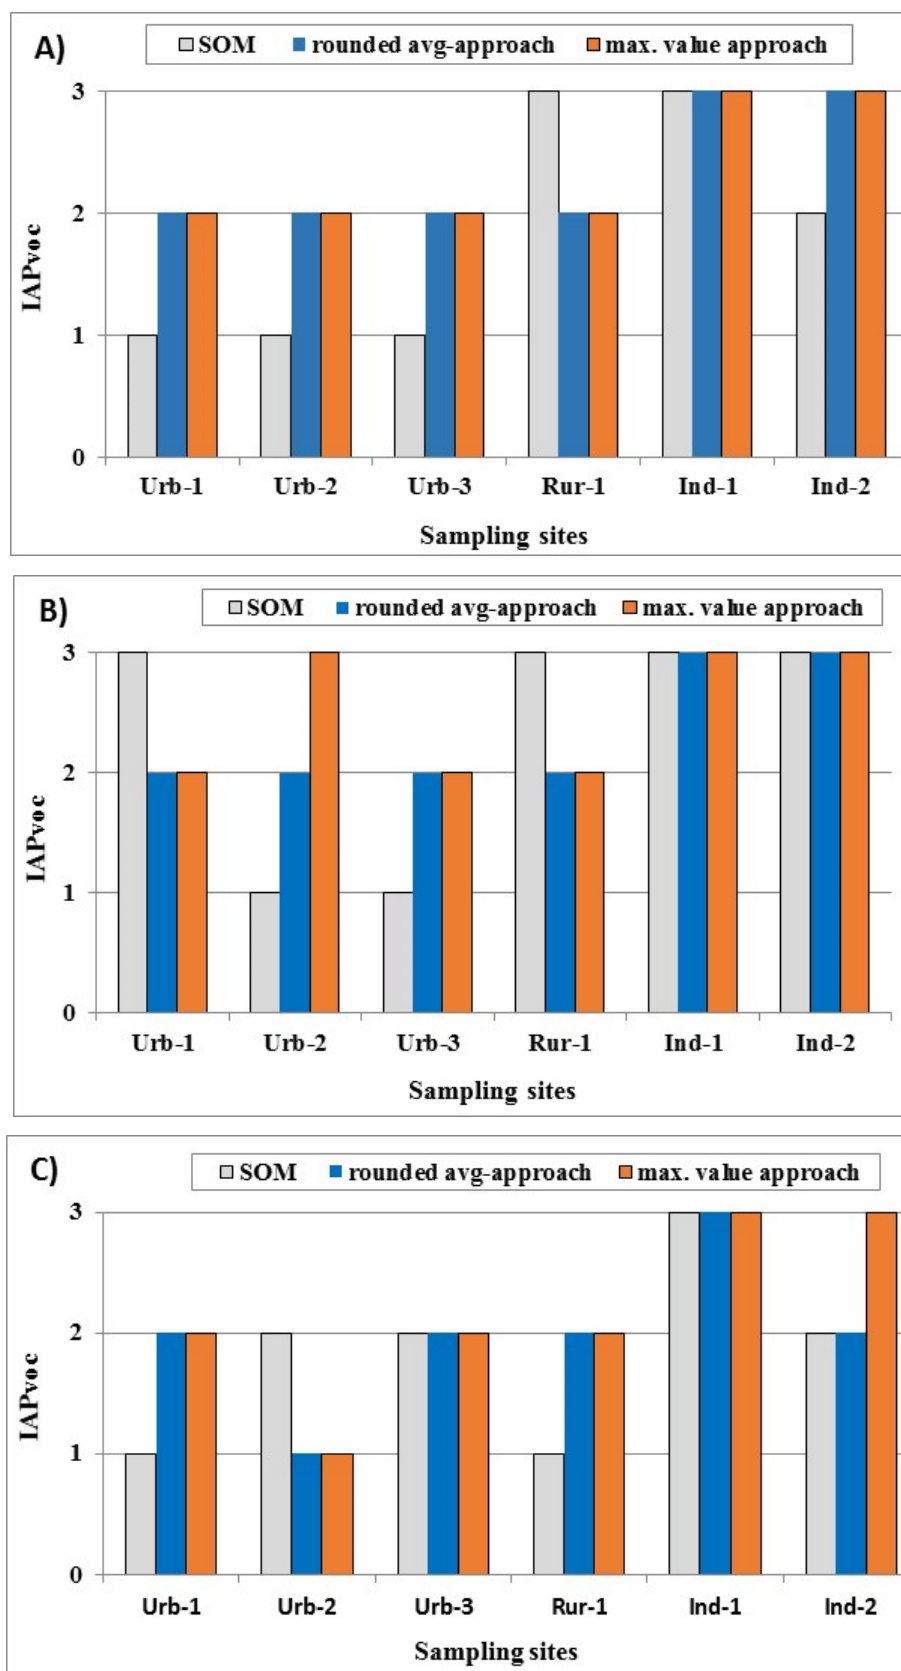 A)
SOM rounded avg-approach max. value approach
3
2
1
0
IAPvoc
Urb-1 Urb-2 Urb-3 Rur-1 Ind-1 Ind-2
Sampling sites
B)
SOM rounded avg-approach max. value approach
3
2
1
0
IAPvoc
Urb-1 Urb-2 Urb-3 Rur-1 Ind-1 Ind-2
Sampling sites
C)
SOM rounded avg-approach max. value approach
3
2
1
0
IAPvoc
Urb-1 Urb-2 Urb-3 Rur-1 Ind-1 Ind-2
Sampling sites